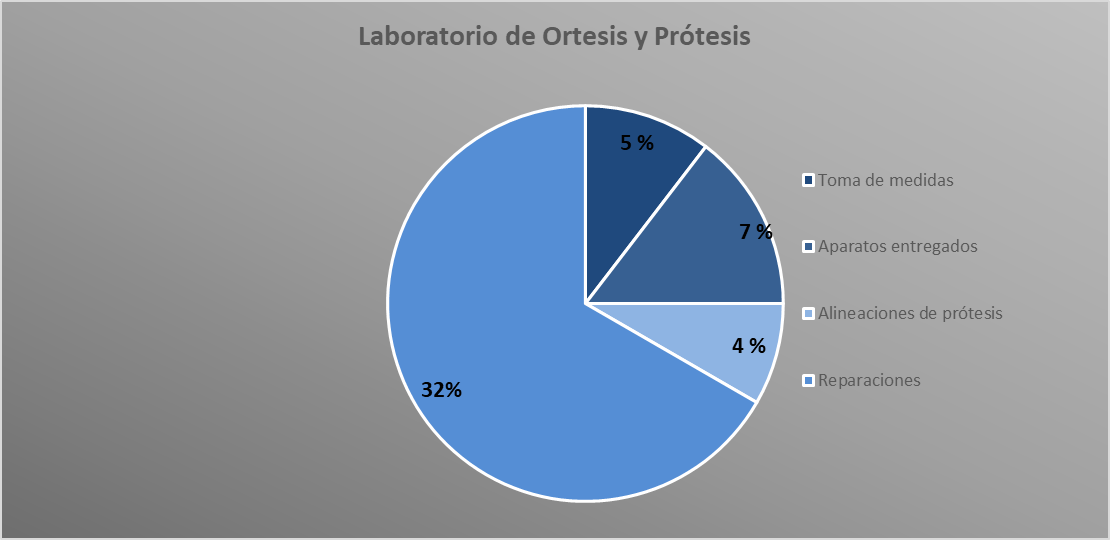 Laboratorio de Ortesis y Prótesis
5 %
7 %
4 %
32%
Toma de medidas
Aparatos entregados
Alineaciones de prótesis
Reparaciones